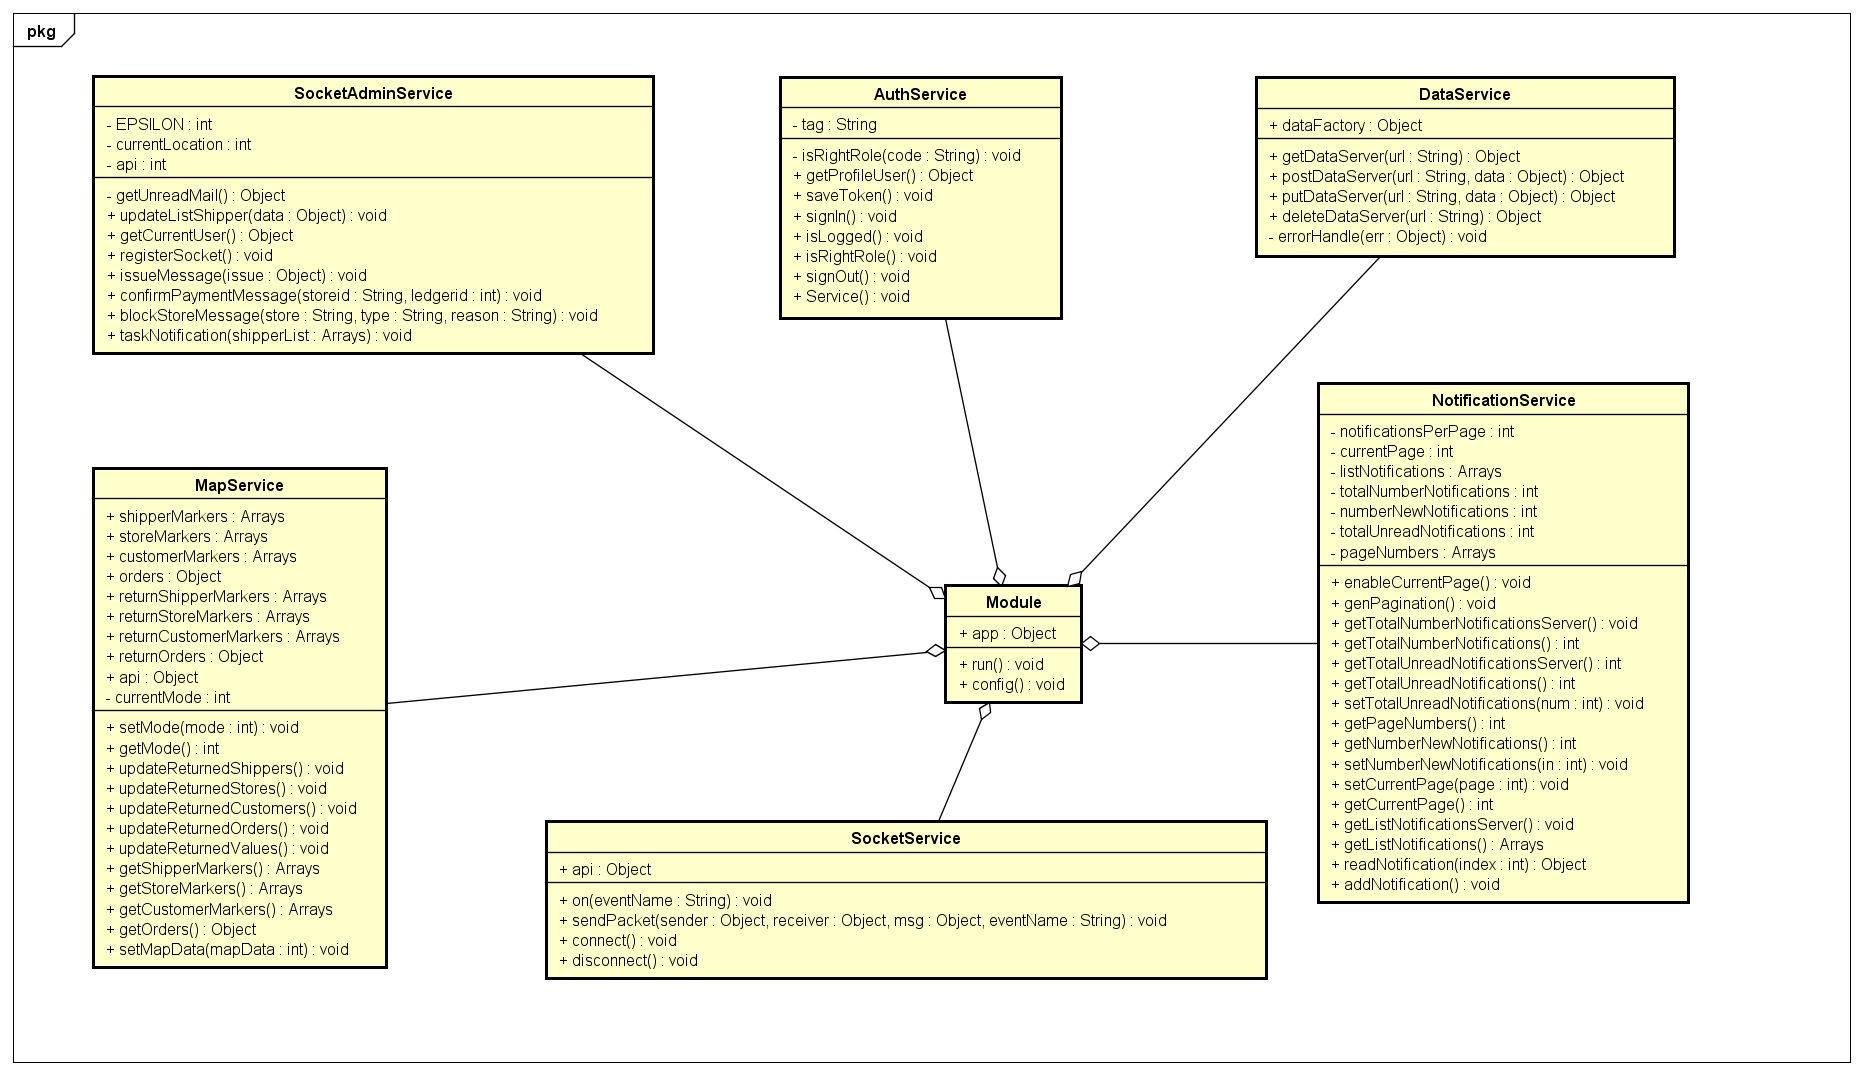 pkg
SocketAdminService
- EPSILON : int
- currentLocation : int
- api : int
- getUnreadMail() : Object
+ updateListShipper(data : Object) : void
+ getCurrentUser() : Object
+ registerSocket() : void
+ issueMessage(issue : Object) : void
+ confirmPaymentMessage(storeid : String, ledgerid : int) : void
+ blockStoreMessage(store : String, type : String, reason : String) : void
+ taskNotification(shipperList : Arrays) : void
AuthService
- tag : String
- isRightRole(code : String) : void
+ getProfileUser() : Object
+ saveToken() : void
+ signIn() : void
+ isLogged() : void
+ isRightRole() : void
+ signOut() : void
+ Service() : void
DataService
+ dataFactory : Object
+ getDataServer(url : String) : Object
+ postDataServer(url : String, data : Object) : Object
+ putDataServer(url : String, data : Object) : Object
+ deleteDataServer(url : String) : Object
- errorHandle(err : Object) : void
NotificationService
- notificationsPerPage : int
- currentPage : int
- listNotifications : Arrays
- totalNumberNotifications : int
- numberNewNotifications : int
- totalUnreadNotifications : int
- pageNumbers : Arrays
+ enableCurrentPage() : void
+ genPagination() : void
+ getTotalNumberNotificationsServer() : void
+ getTotalNumberNotifications() : int
+ getTotalUnreadNotificationsServer() : int
+ getTotalUnreadNotifications() : int
+ setTotalUnreadNotifications(num : int) : void
+ getPageNumbers() : int
+ getNumberNewNotifications() : int
+ setNumberNewNotifications(in : int) : void
+ setCurrentPage(page : int) : void
+ getCurrentPage() : int
+ getListNotificationsServer() : void
+ getListNotifications() : Arrays
+ readNotification(index : int) : Object
+ addNotification() : void
MapService
+ shipperMarkers : Arrays
+ storeMarkers : Arrays
+ customerMarkers : Arrays
+ orders : Object
+ returnShipperMarkers : Arrays
+ returnStoreMarkers : Arrays
+ returnCustomerMarkers : Arrays
+ returnOrders : Object
+ api : Object
- currentMode : int
+ setMode(mode : int) : void
+ getMode() : int
+ updateReturnedShippers() : void
+ updateReturnedStores() : void
+ updateReturnedCustomers() : void
+ updateReturnedOrders() : void
+ updateReturnedValues() : void
+ getShipperMarkers() : Arrays
+ getStoreMarkers() : Arrays
+ getCustomerMarkers() : Arrays
+ getOrders() : Object
+ setMapData(mapData : int) : void
Module
+ app : Object
+ run() : void
+ config() : void
SocketService
+ api : Object
+ on(eventName : String) : void
+ sendPacket(sender : Object, receiver : Object, msg : Object, eventName : String) : void
+ connect() : void
+ disconnect() : void